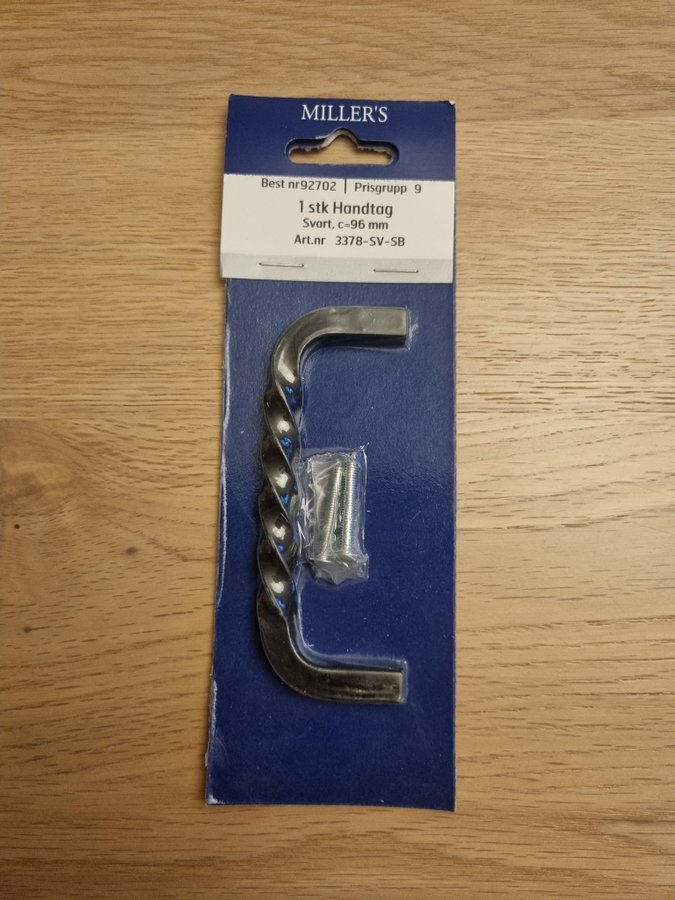 MILLER'S
Best nr92702 | Prisgrupp 9
1 stk Handtag
Svart, c=96 mm
Art.nr 3378-SV-SB